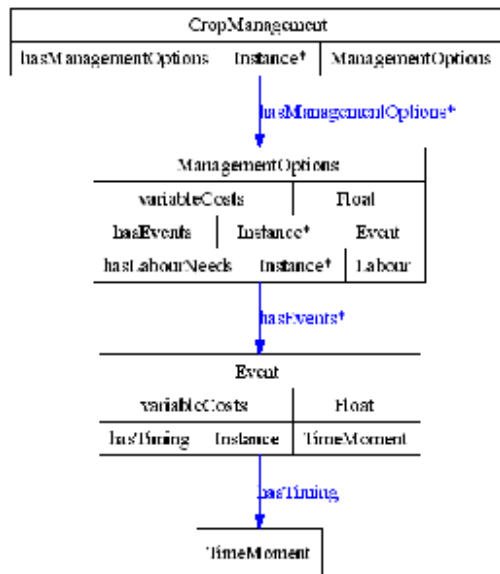 CropManagement
hasManagementOptions Instance* ManagementOptions
hasManagementOptions*
ManagementOptions
variableCosts Float
hasEvents Instance* Event
hasLabourNeeds Instance* Labour
hasEvents*
Event
variableCosts Float
hasTiming Instance TimeMoment
hasTiming
TimeMoment